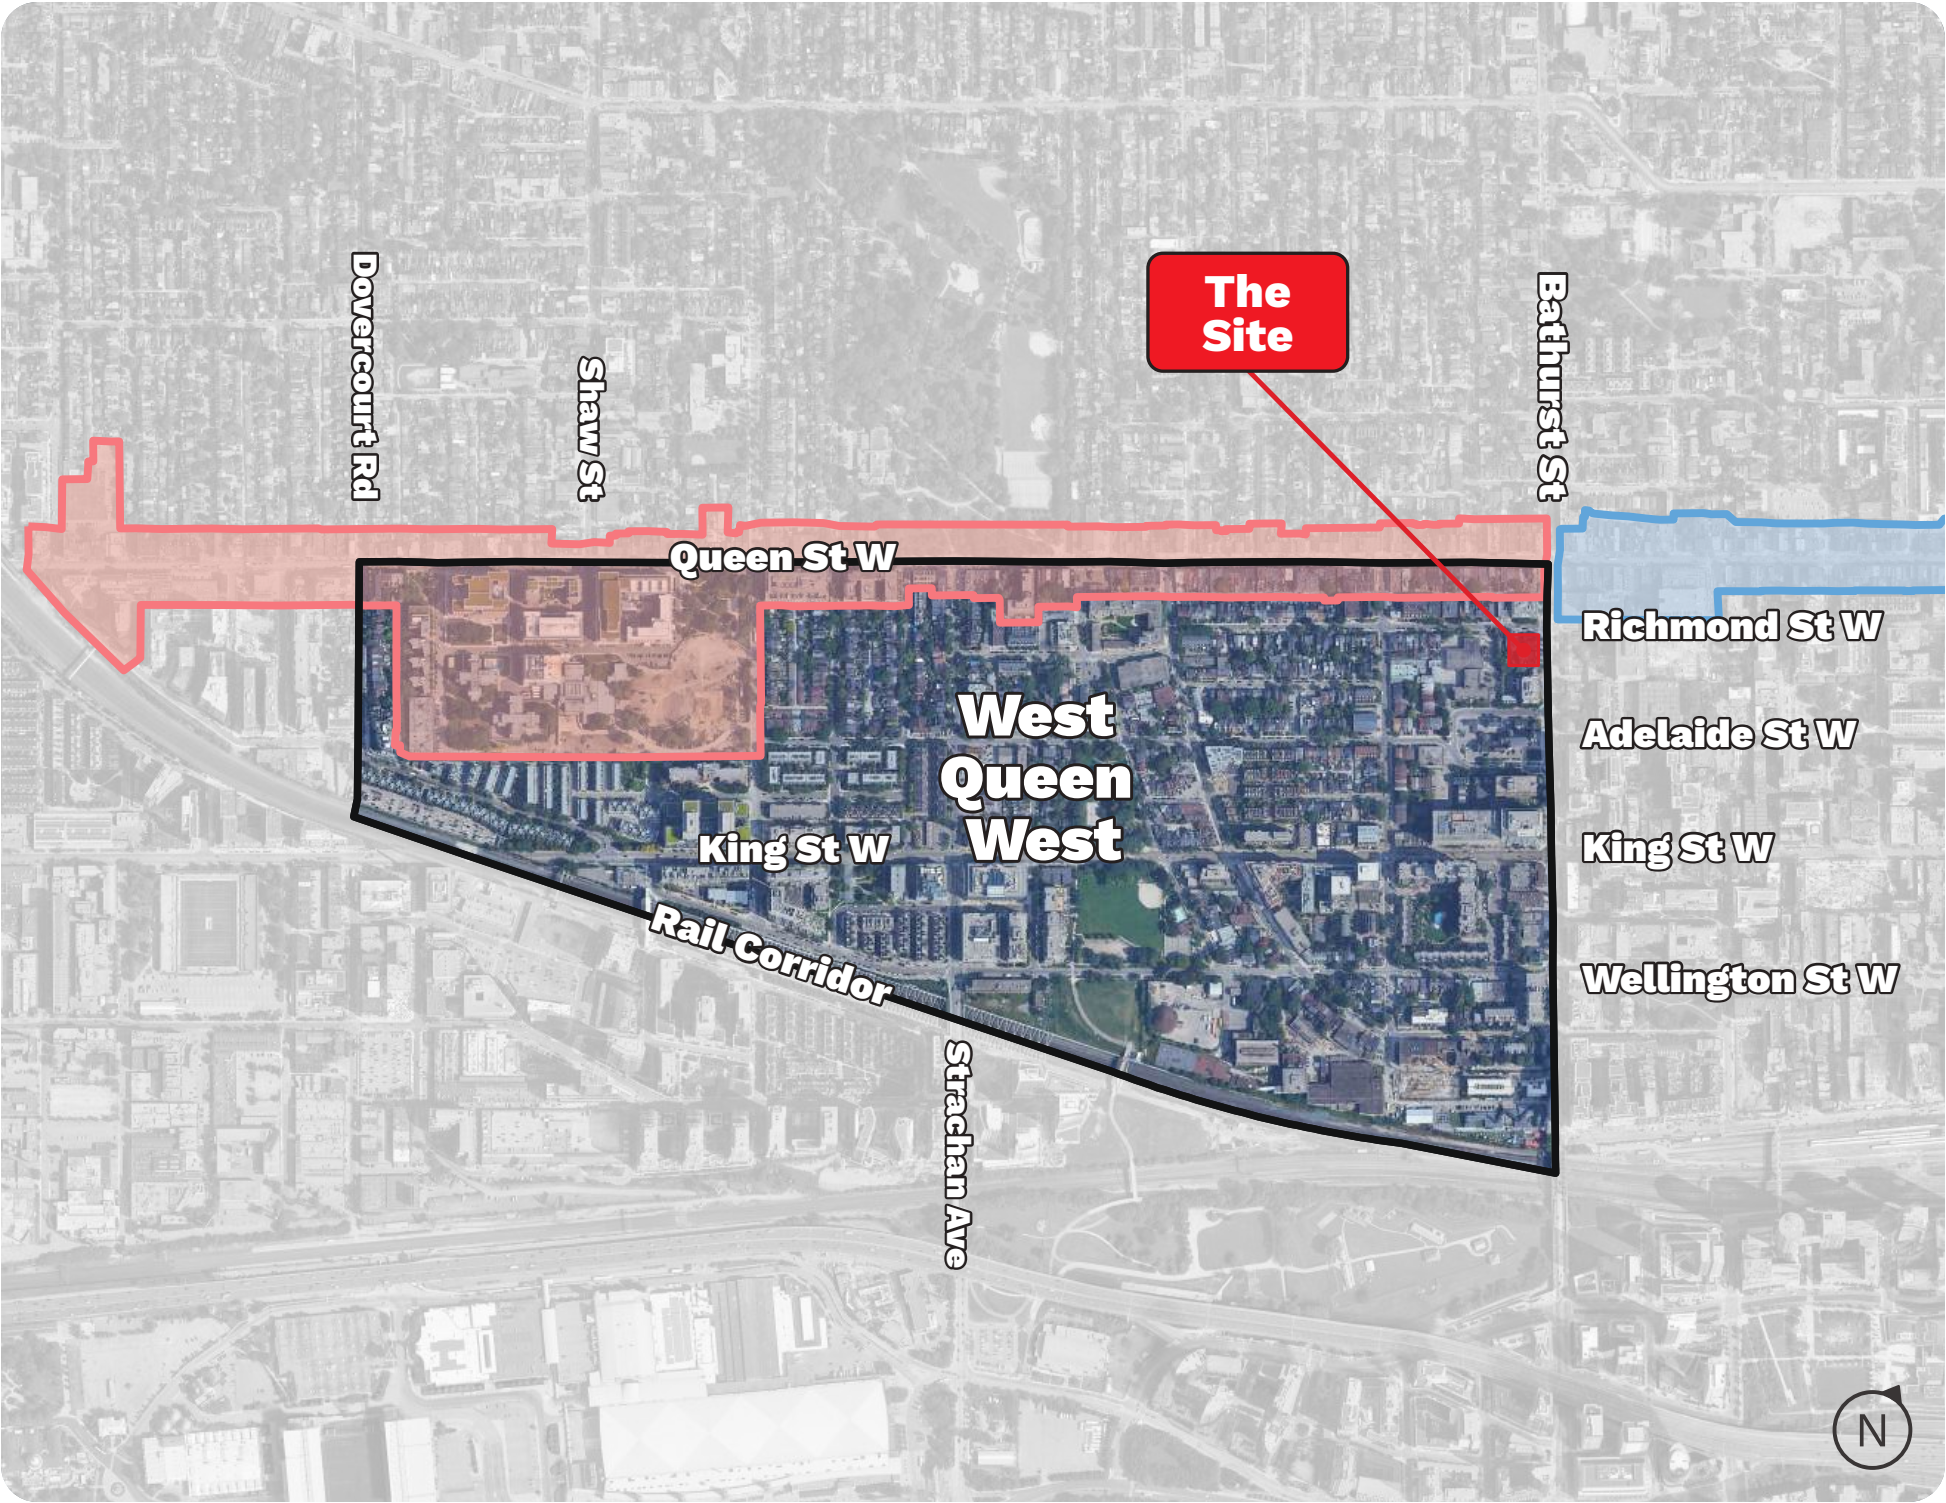 Dovercourt Rd
Shaw St
The
Site
Bathurst St
Queen St W
Richmond St W
West
Queen
West
Adelaide St W
King St W
King St W
Rail Corridor
Wellington St W
Strachan Ave
N